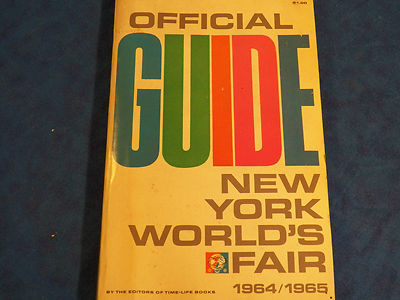 $1.00
OFFICIAL
GUIDE
NEW
YORK
WORLD'S
FAIR
1964/1965
BY THE EDITORS OF TIME-LIFE BOOKS